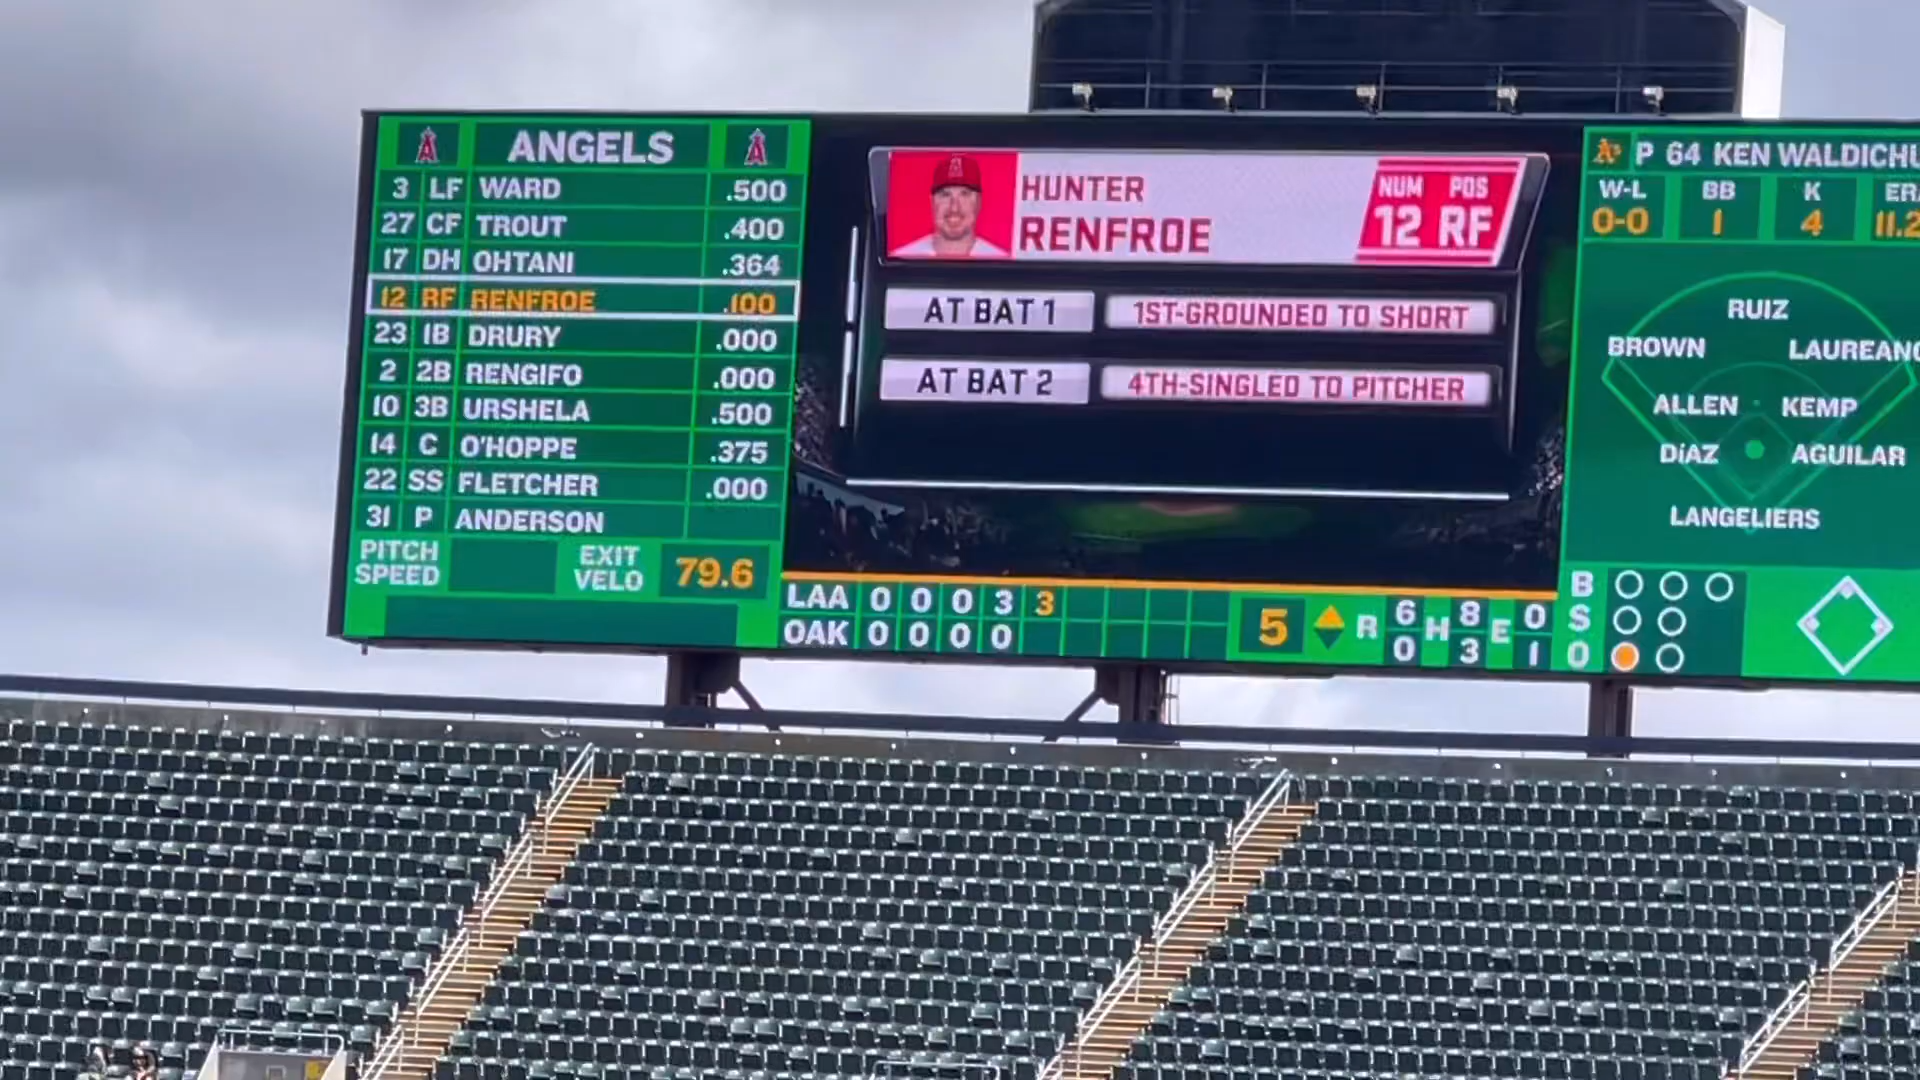 ANGELS
3 LF WARD .500
27 CF TROUT .400
17 DH OHTANI .364
12 RF RENFROE .100
23 1B DRURY .000
2 2B RENGIFO .000
10 3B URSHELA .500
14 C O'HOPPE .375
22 SS FLETCHER .000
31 P ANDERSON
PITCH SPEED
EXIT VELO 79.6
HUNTER
RENFROE
NUM POS
12 RF
AT BAT 1 1ST-GROUNDED TO SHORT
AT BAT 2 4TH-SINGLED TO PITCHER
LAA 0 0 0 3 3
OAK 0 0 0 0
5
R 6 H 8 E 0
0 3 1
P 64 KEN WALDICHU
W-L BB K ERA
0-0 1 4 11.2
RUIZ
BROWN LAUREANO
ALLEN KEMP
DíAZ AGUILAR
LANGELIERS
B
S
O